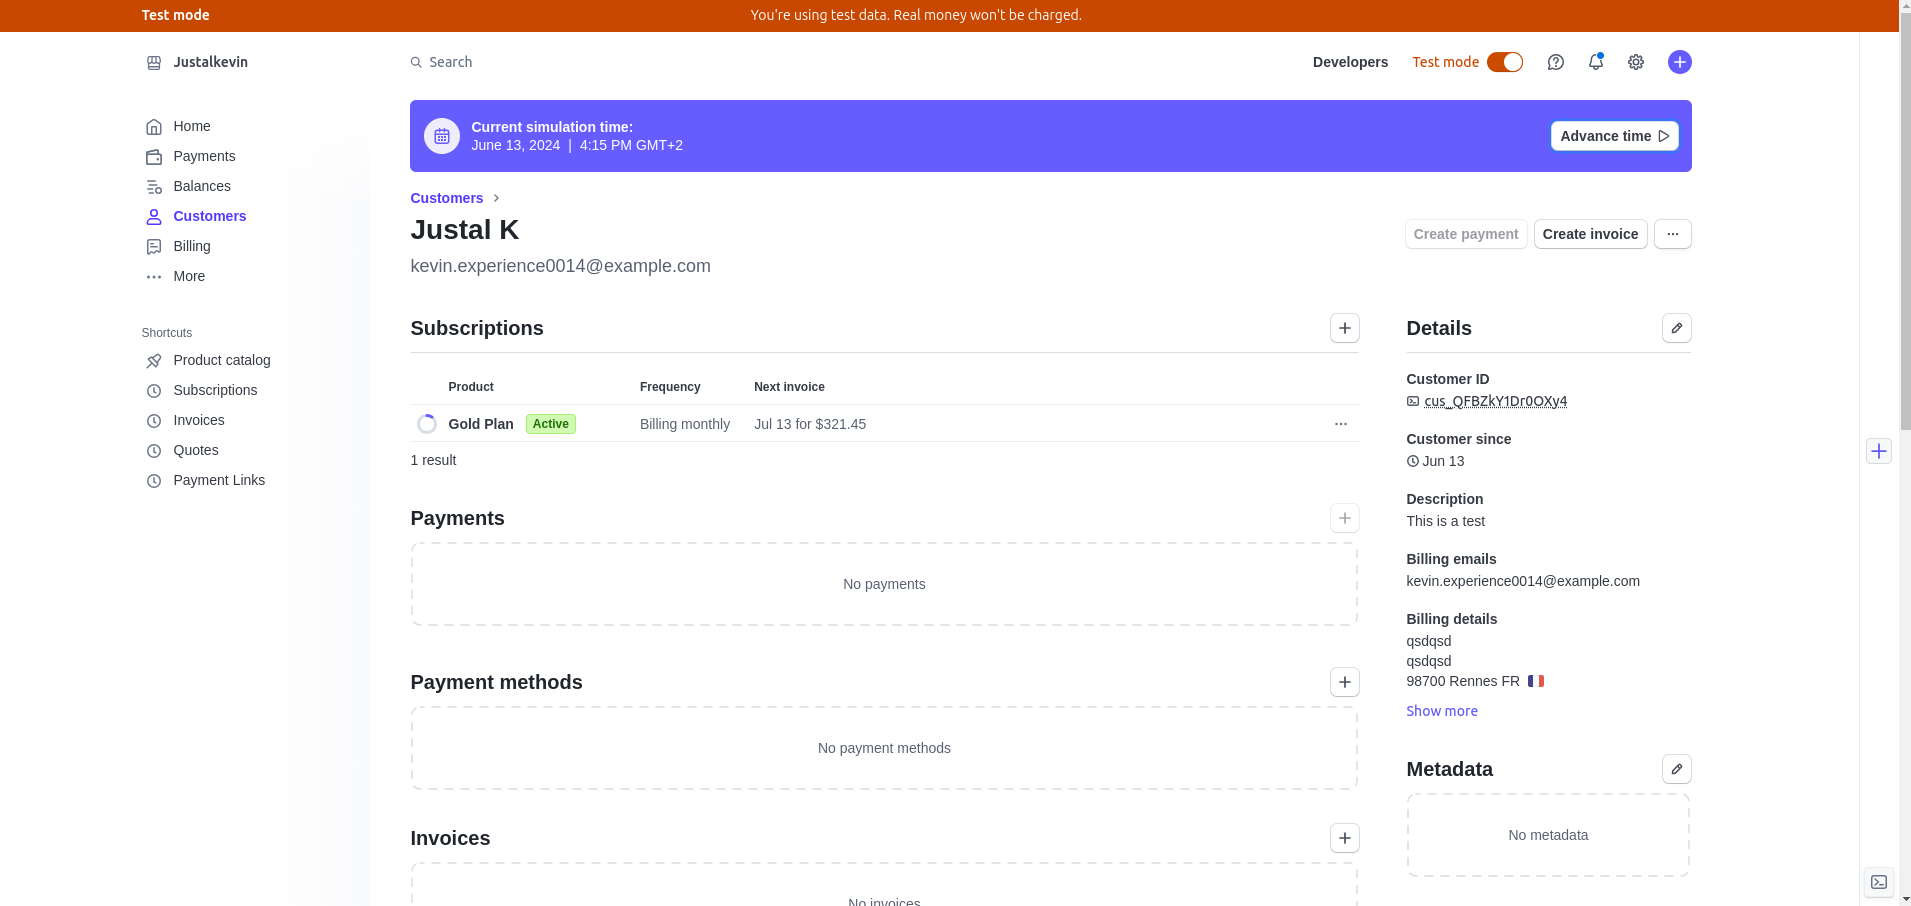 Test mode
You're using test data. Real money won't be charged.
Justalkevin
Search
Developers
Test mode
Home
Payments
Balances
Customers
Billing
More
Shortcuts
Product catalog
Subscriptions
Invoices
Quotes
Payment Links
Current simulation time:
June 13, 2024 | 4:15 PM GMT+2
Advance time
Customers
Justal K
kevin.experience0014@example.com
Create payment
Create invoice
Subscriptions
Product Frequency Next invoice
Gold Plan Active Billing monthly Jul 13 for $321.45
1 result
Payments
No payments
Payment methods
No payment methods
Invoices
No invoices
Details
Customer ID
cus_QFBZkY1Dr0OXy4
Customer since
Jun 13
Description
This is a test
Billing emails
kevin.experience0014@example.com
Billing details
qsdqsd
qsdqsd
98700 Rennes FR
Show more
Metadata
No metadata